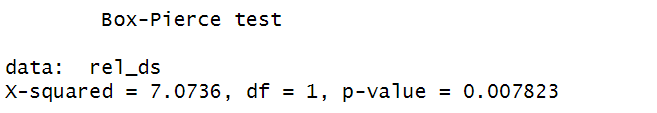 Box-Pierce test
data:  rel_ds
X-squared = 7.0736, df = 1, p-value = 0.007823